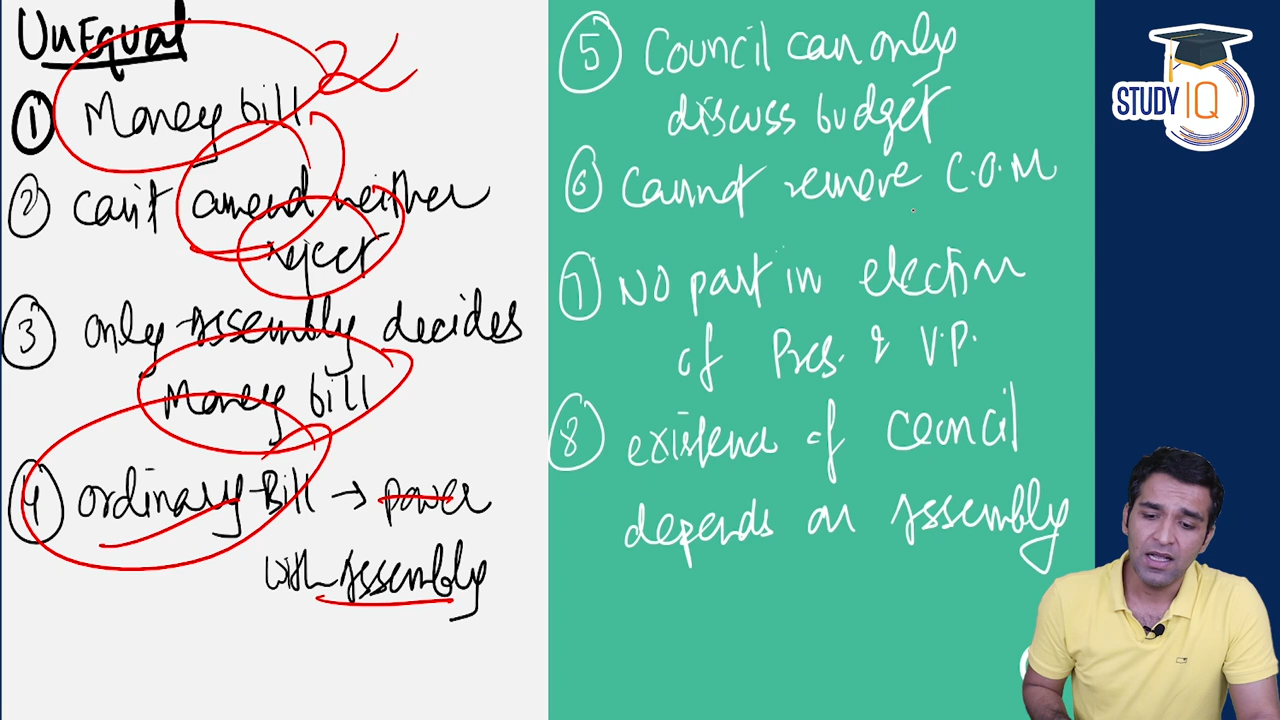 UnEqual
① Money bill
② can't amend neither
reject
③ only Assembly decides
Money bill
④ ordinary Bill → power
with Assembly
⑤ Council can only
discuss budget
⑥ Cannot remove C.O.M
⑦ No part in election
of Pres. & V.P.
⑧ existence of Council
depends on Assembly
STUDY IQ